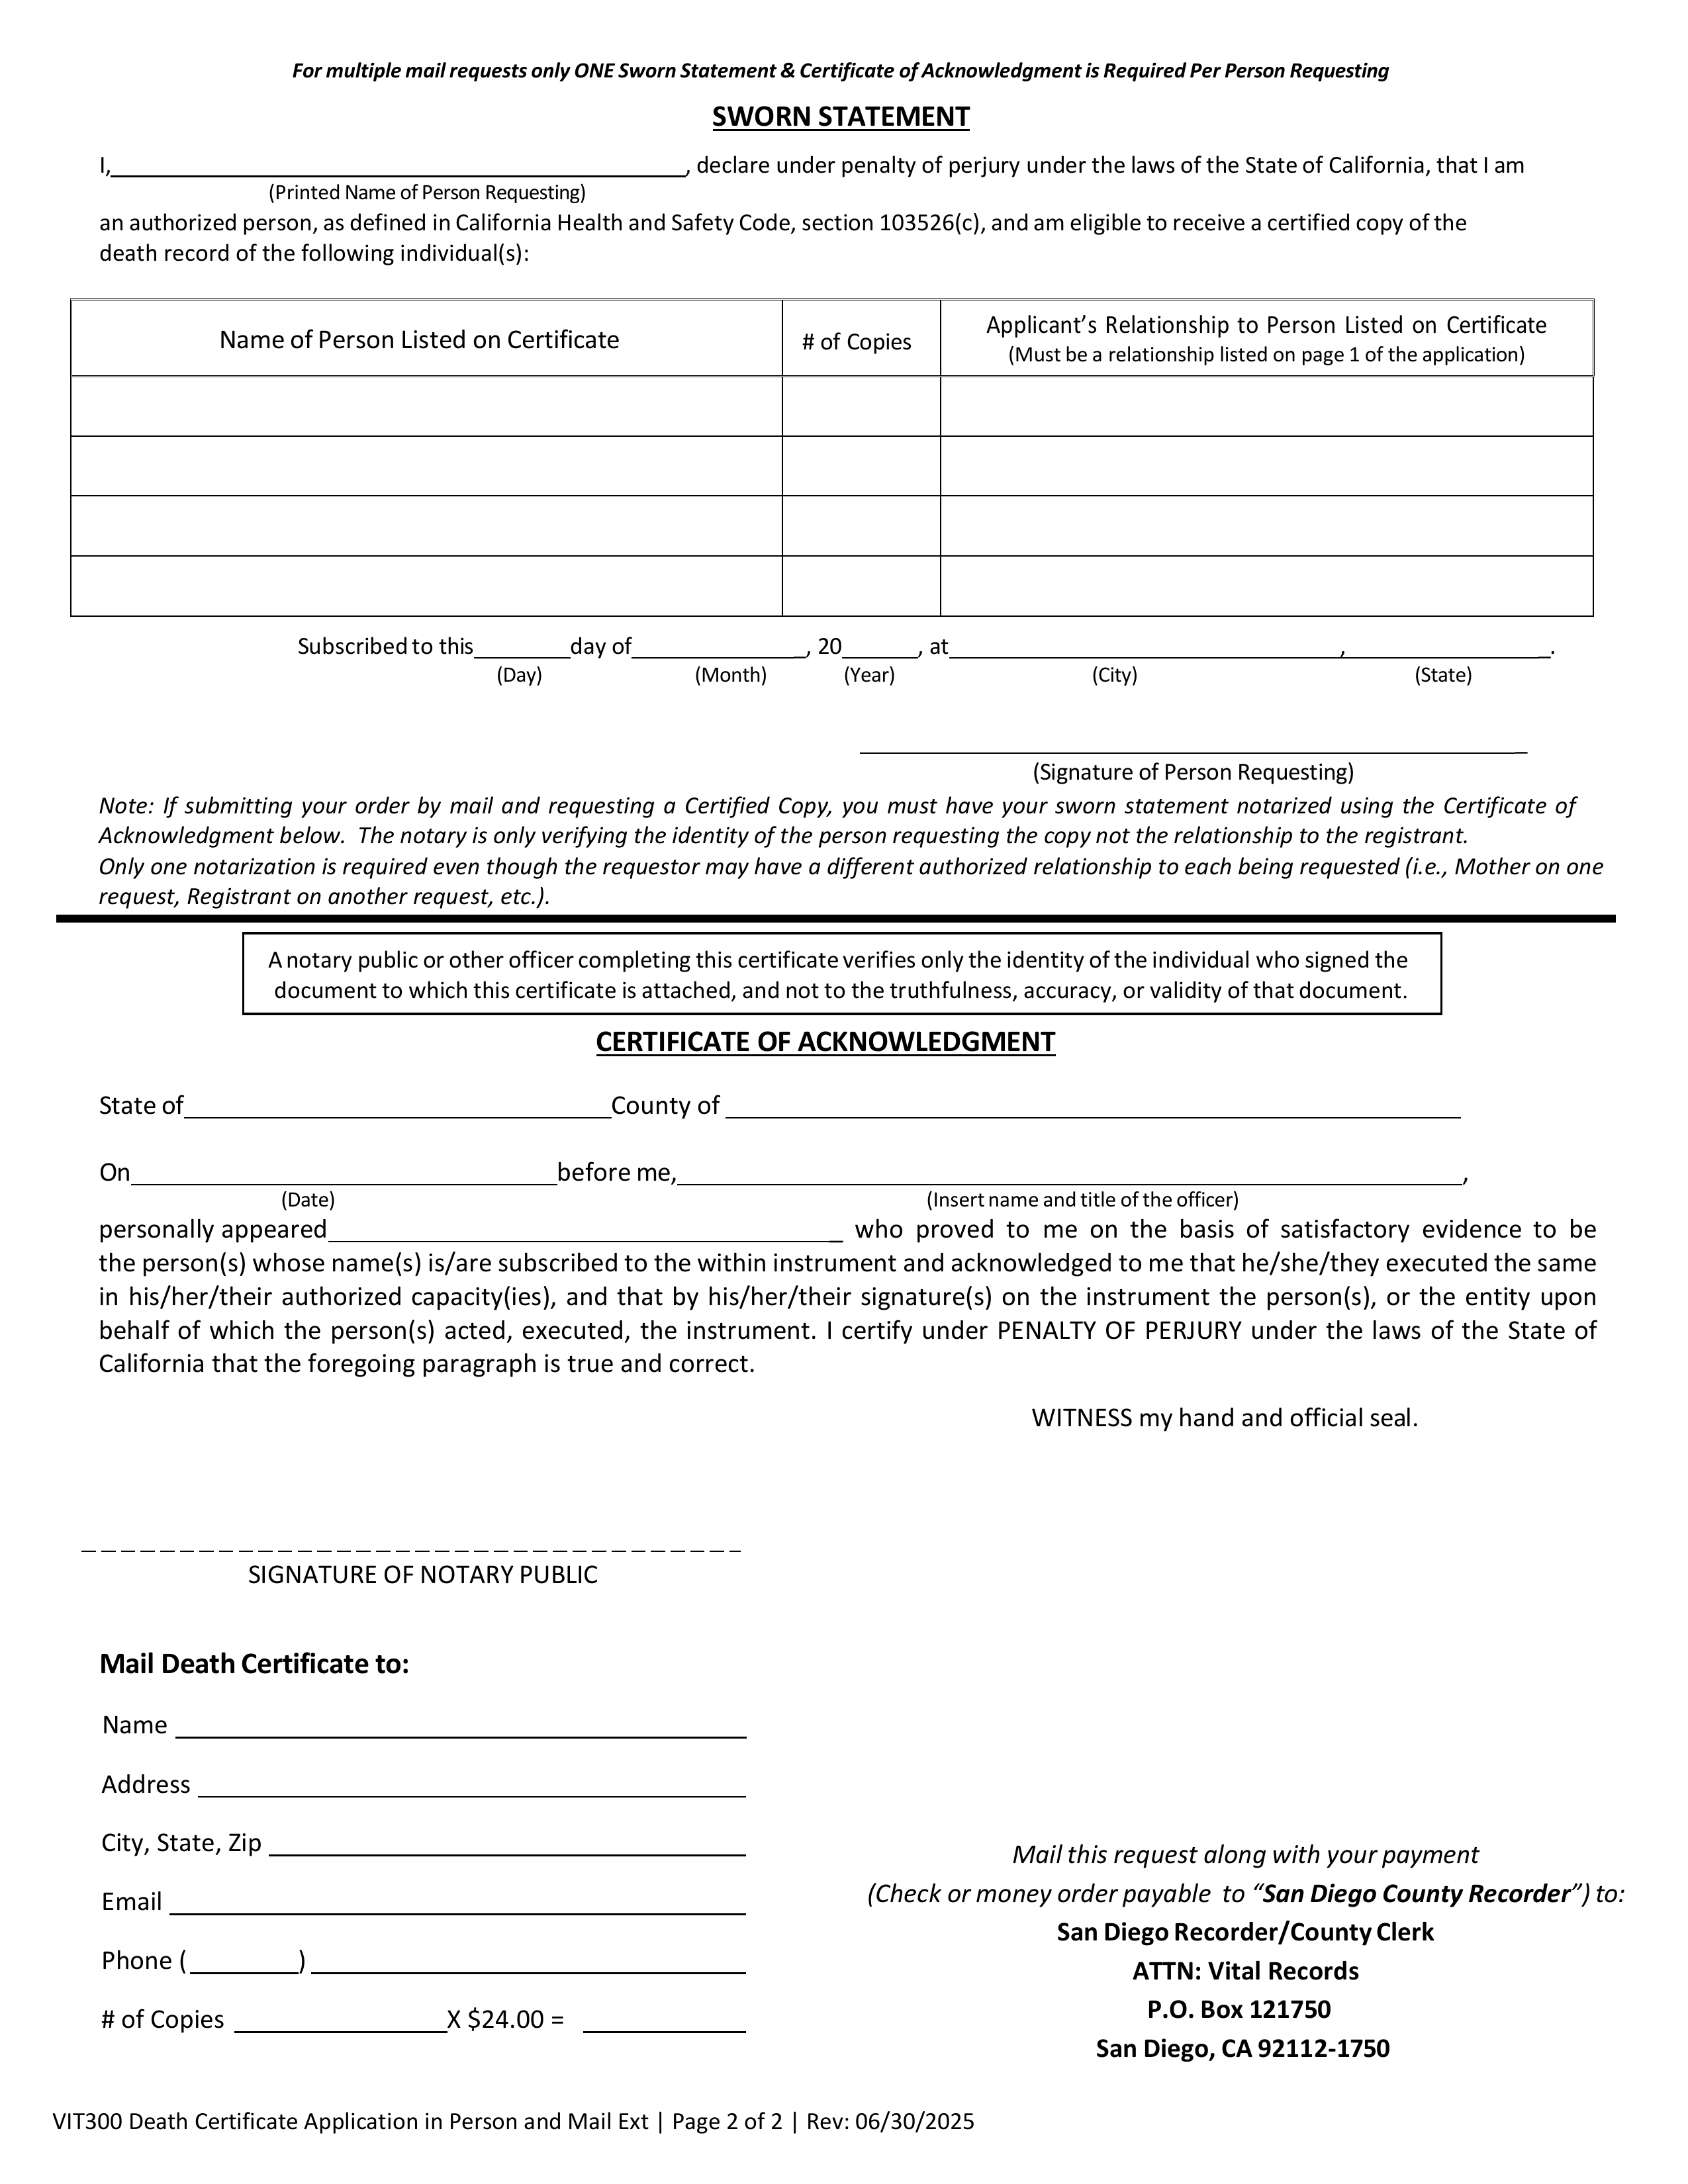 For multiple mail requests only ONE Sworn Statement & Certificate of Acknowledgment is Required Per Person Requesting
SWORN STATEMENT
I,____________________, declare under penalty of perjury under the laws of the State of California, that I am
(Printed Name of Person Requesting)
an authorized person, as defined in California Health and Safety Code, section 103526(c), and am eligible to receive a certified copy of the
death record of the following individual(s):
Name of Person Listed on Certificate
# of Copies
Applicant’s Relationship to Person Listed on Certificate
(Must be a relationship listed on page 1 of the application)
Subscribed to this_______day of_____________, 20______, at____________________,______________.
(Day) (Month) (Year) (City) (State)
(Signature of Person Requesting)
Note: If submitting your order by mail and requesting a Certified Copy, you must have your sworn statement notarized using the Certificate of
Acknowledgment below. The notary is only verifying the identity of the person requesting the copy not the relationship to the registrant.
Only one notarization is required even though the requestor may have a different authorized relationship to each being requested (i.e., Mother on one
request, Registrant on another request, etc.).
A notary public or other officer completing this certificate verifies only the identity of the individual who signed the
document to which this certificate is attached, and not to the truthfulness, accuracy, or validity of that document.
CERTIFICATE OF ACKNOWLEDGMENT
State of____________________County of ____________________
On____________________before me,____________________,
(Date) (Insert name and title of the officer)
personally appeared____________________ who proved to me on the basis of satisfactory evidence to be
the person(s) whose name(s) is/are subscribed to the within instrument and acknowledged to me that he/she/they executed the same
in his/her/their authorized capacity(ies), and that by his/her/their signature(s) on the instrument the person(s), or the entity upon
behalf of which the person(s) acted, executed, the instrument. I certify under PENALTY OF PERJURY under the laws of the State of
California that the foregoing paragraph is true and correct.
WITNESS my hand and official seal.
SIGNATURE OF NOTARY PUBLIC
Mail Death Certificate to:
Name ____________________
Address ____________________
City, State, Zip ____________________
Email ____________________
Phone (________) ____________________
# of Copies ______________X $24.00 = __________
Mail this request along with your payment
(Check or money order payable to “San Diego County Recorder”) to:
San Diego Recorder/County Clerk
ATTN: Vital Records
P.O. Box 121750
San Diego, CA 92112-1750
VIT300 Death Certificate Application in Person and Mail Ext | Page 2 of 2 | Rev: 06/30/2025